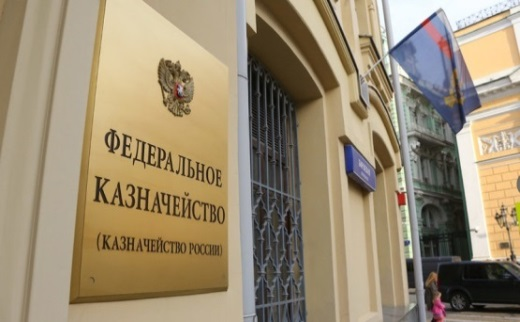 ФЕДЕРАЛЬНОЕ
КАЗНАЧЕЙСТВО
(КАЗНАЧЕЙСТВО РОССИИ)